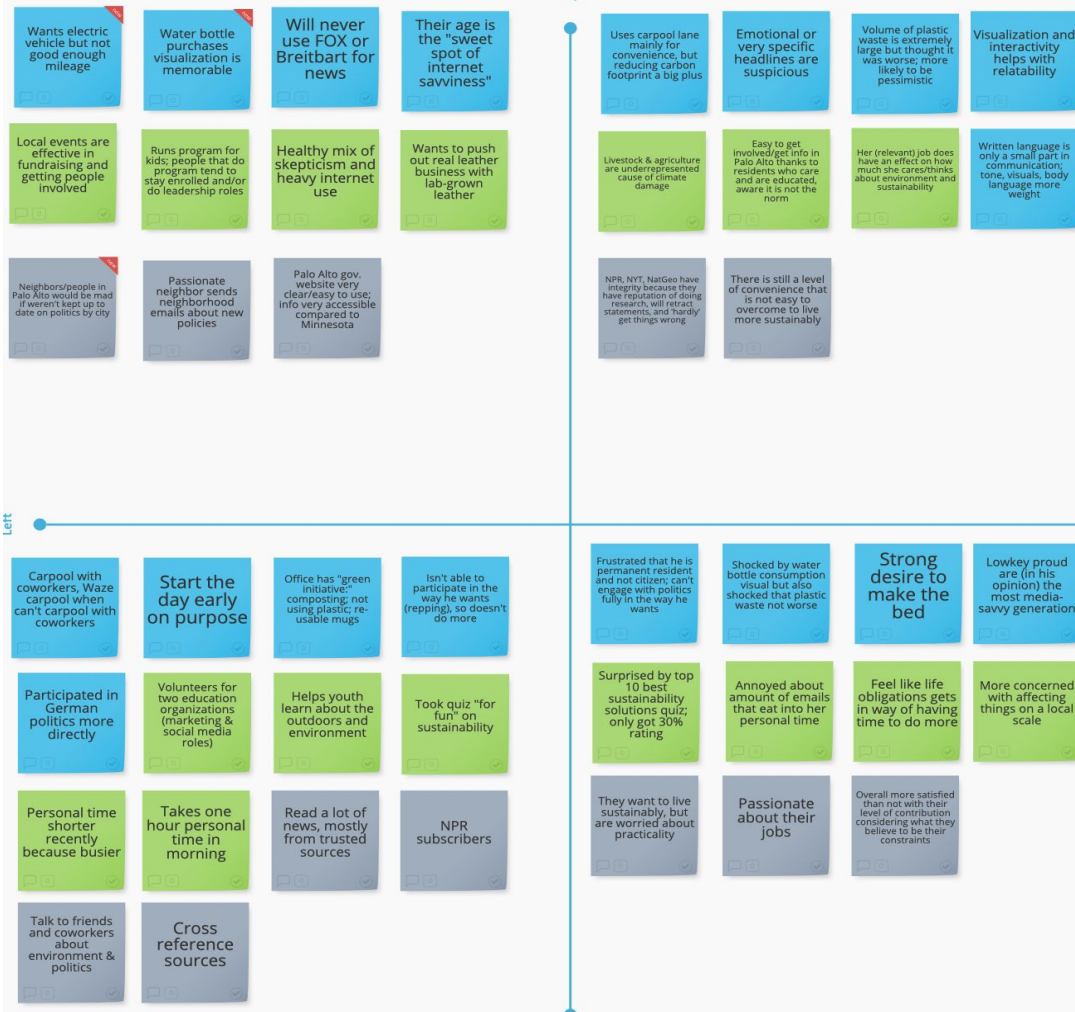 Wants electric
vehicle but not
good enough
mileage
new
Water bottle
purchases
visualization is
memorable
new
Will never
use FOX or
Breitbart for
news
Their age is
the "sweet
spot of
internet
savviness"
Local events are
effective in
fundraising and
getting people
involved
Runs program for
kids; people that do
program tend to
stay enrolled and/or
do leadership roles
Healthy mix of
skepticism and
heavy internet
use
Wants to push
out real leather
business with
lab-grown
leather
Neighbors/people in
Palo Alto would be mad
if weren't kept up to
date on politics by city
new
Passionate
neighbor sends
neighborhood
emails about new
policies
Palo Alto gov.
website very
clear/easy to use;
info very accessible
compared to
Minnesota
Uses carpool lane
mainly for
convenience, but
reducing carbon
footprint a big plus
Emotional or
very specific
headlines are
suspicious
Volume of plastic
waste is extremely
large but thought it
was worse; more
likely to be
pessimistic
Visualization and
interactivity
helps with
relatability
Livestock & agriculture
are underrepresented
cause of climate
damage
Easy to get
involved/get info in
Palo Alto thanks to
residents who care
and are educated,
aware it is not the
norm
Her (relevant) job does
have an effect on how
much she cares/thinks
about environment and
sustainability
Written language is
only a small part in
communication;
tone, visuals, body
language more
weight
NPR, NYT, NatGeo have
integrity because they
have reputation of doing
research, will retract
statements, and 'hardly'
get things wrong
There is still a level
of convenience that
is not easy to
overcome to live
more sustainably
Left
Carpool with
coworkers, Waze
carpool when
can't carpool with
coworkers
Start the
day early
on purpose
Office has "green
initiative:"
composting; not
using plastic; re-
usable mugs
Isn't able to
participate in the
way he wants
(repping), so doesn't
do more
Participated in
German
politics more
directly
Volunteers for
two education
organizations
(marketing &
social media
roles)
Helps youth
learn about the
outdoors and
environment
Took quiz "for
fun" on
sustainability
Personal time
shorter
recently
because busier
Takes one
hour personal
time in
morning
Read a lot of
news, mostly
from trusted
sources
NPR
subscribers
Talk to friends
and coworkers
about
environment &
politics
Cross
reference
sources
Frustrated that he is
permanent resident
and not citizen; can't
engage with politics
fully in the way he
wants
Shocked by water
bottle consumption
visual but also
shocked that plastic
waste not worse
Strong
desire to
make the
bed
Lowkey proud
are (in his
opinion) the
most media-
savvy generation
Surprised by top
10 best
sustainability
solutions quiz;
only got 30%
rating
Annoyed about
amount of emails
that eat into her
personal time
Feel like life
obligations gets
in way of having
time to do more
More concerned
with affecting
things on a local
scale
They want to live
sustainably, but
are worried about
practicality
Passionate
about their
jobs
Overall more satisfied
than not with their
level of contribution
considering what they
believe to be their
constraints